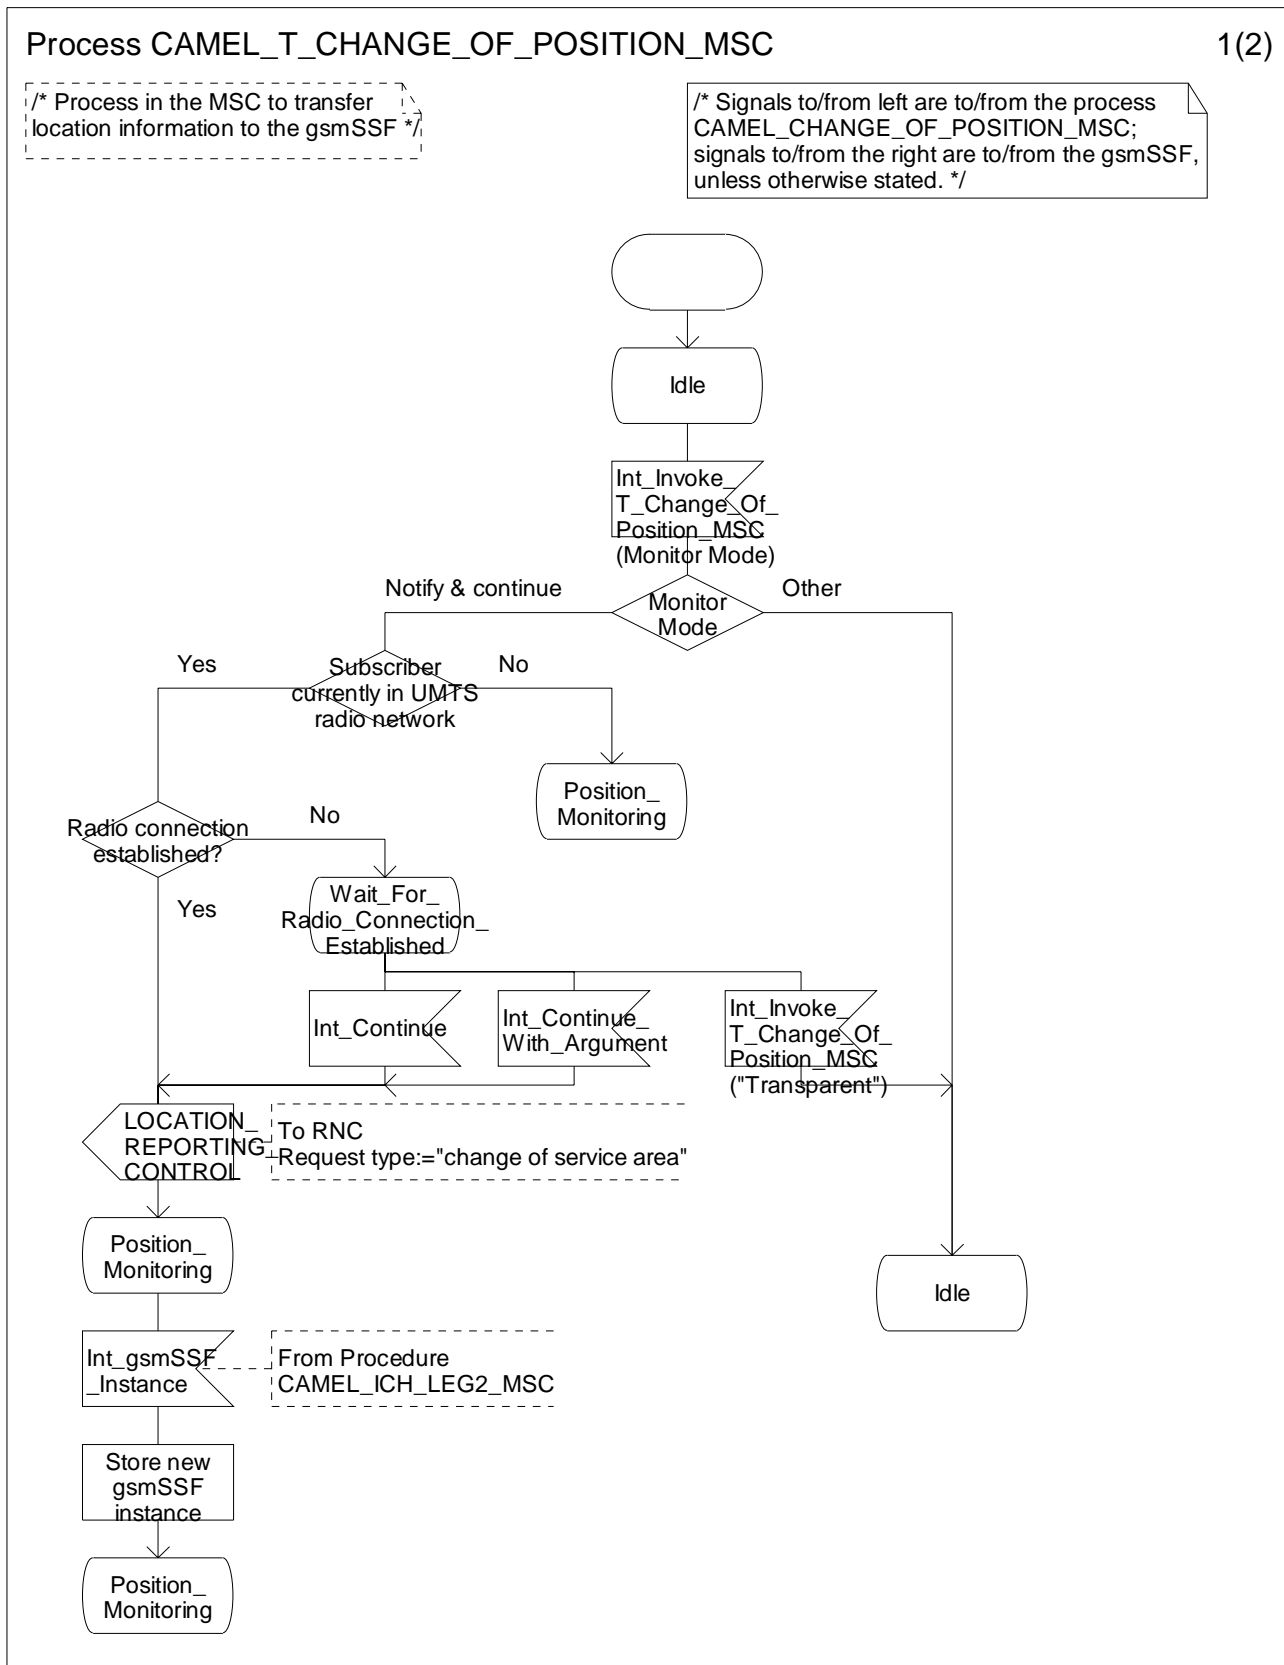 Process CAMEL_T_CHANGE_OF_POSITION_MSC
1(2)
/* Process in the MSC to transfer
location information to the gsmSSF */
/* Signals to/from left are to/from the process
CAMEL_CHANGE_OF_POSITION_MSC;
signals to/from the right are to/from the gsmSSF,
unless otherwise stated. */
Idle
Int_Invoke_
T_Change_Of_
Position_MSC
(Monitor Mode)
Notify & continue
Monitor
Mode
Other
Yes
Subscriber
currently in UMTS
radio network
No
Position_
Monitoring
Radio connection
established?
No
Yes
Wait_For_
Radio_Connection_
Established
Int_Continue
Int_Continue_
With_Argument
Int_Invoke_
T_Change_Of_
Position_MSC
("Transparent")
LOCATION_
REPORTING_
CONTROL
To RNC
Request type:="change of service area"
Position_
Monitoring
Idle
Int_gsmSSF
_Instance
From Procedure
CAMEL_ICH_LEG2_MSC
Store new
gsmSSF
instance
Position_
Monitoring